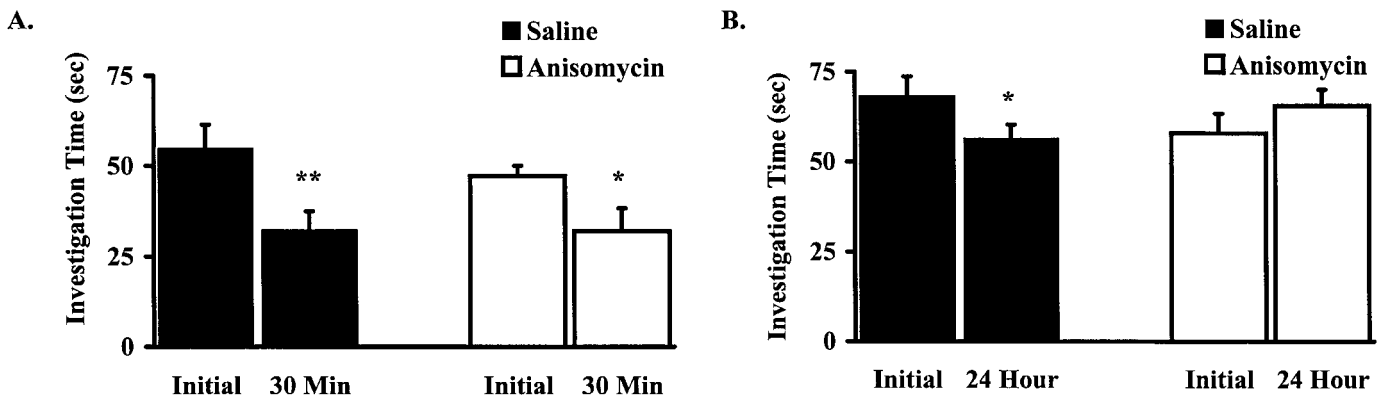 A.
Saline
Anisomycin
Investigation Time (sec)
75
50
25
0
**
*
Initial 30 Min
Initial 30 Min
B.
Saline
Anisomycin
Investigation Time (sec)
75
50
25
0
*
Initial 24 Hour
Initial 24 Hour